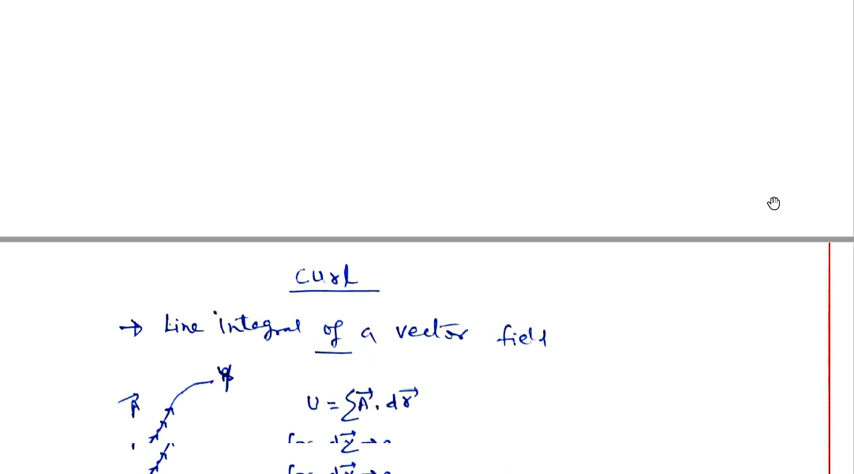 Curl
→ Line integral of a vector field
A⃗
U = ∑A⃗. dr⃗